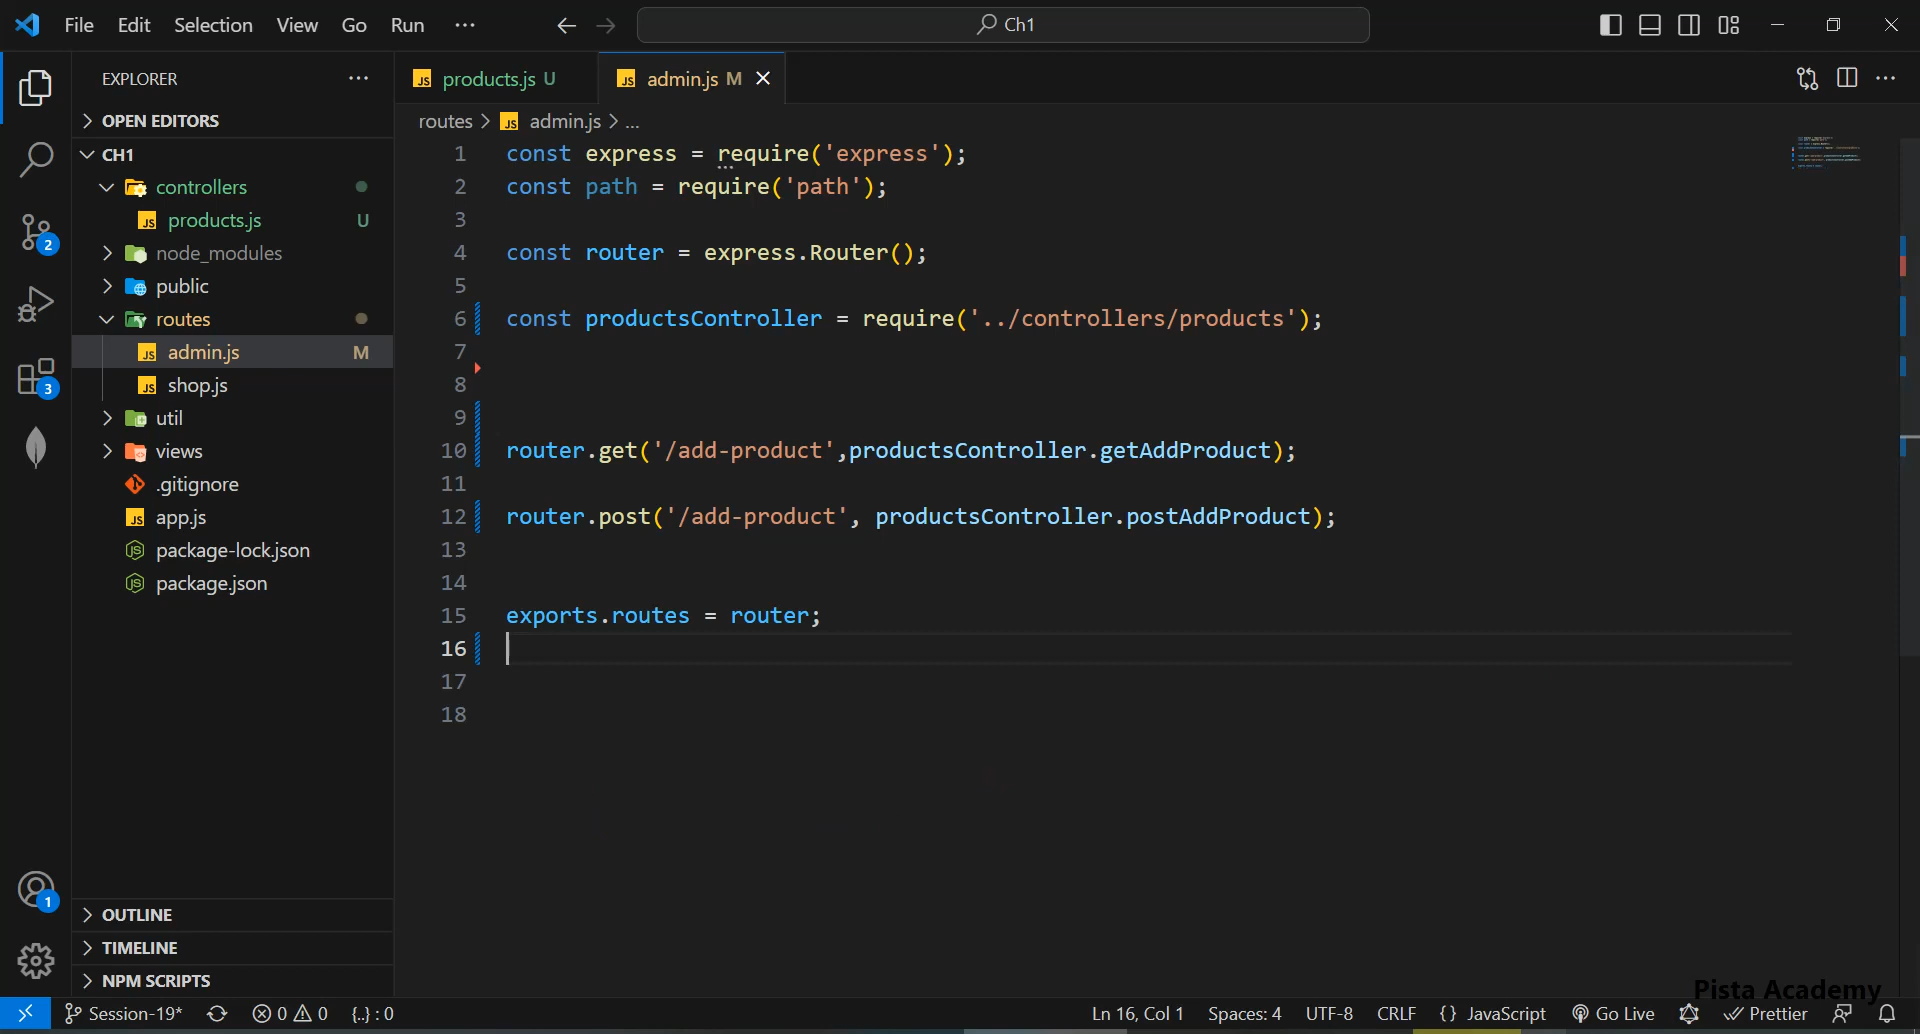 File Edit Selection View Go Run ··· Ch1
EXPLORER ···
OPEN EDITORS
CH1
controllers
products.js U
node_modules
public
routes
admin.js M
shop.js
util
views
.gitignore
app.js
package-lock.json
package.json
OUTLINE
TIMELINE
NPM SCRIPTS
2
3
1
products.js U admin.js M
routes > admin.js > ...
1 const express = require('express');
2 const path = require('path');
3
4 const router = express.Router();
5
6 const productsController = require('../controllers/products');
7
8
9
10 router.get('/add-product',productsController.getAddProduct);
11
12 router.post('/add-product', productsController.postAddProduct);
13
14
15 exports.routes = router;
16
17
18
Pista Academy
Session-19* 0 0 {..} : 0 Ln 16, Col 1 Spaces: 4 UTF-8 CRLF {} JavaScript Go Live Prettier